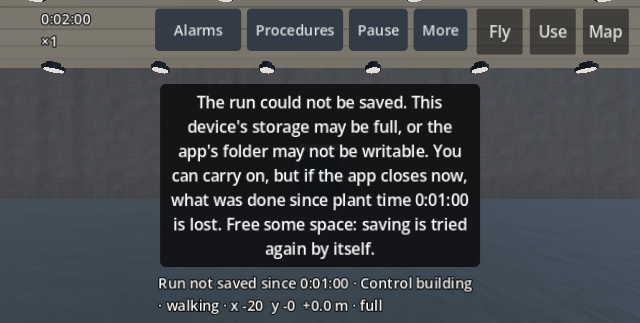 0:02:00
×1
Alarms
Procedures
Pause
More
Fly
Use
Map
The run could not be saved. This
device's storage may be full, or the
app's folder may not be writable. You
can carry on, but if the app closes now,
what was done since plant time 0:01:00
is lost. Free some space: saving is tried
again by itself.
Run not saved since 0:01:00 · Control building
· walking · x -20 y -0 +0.0 m · full